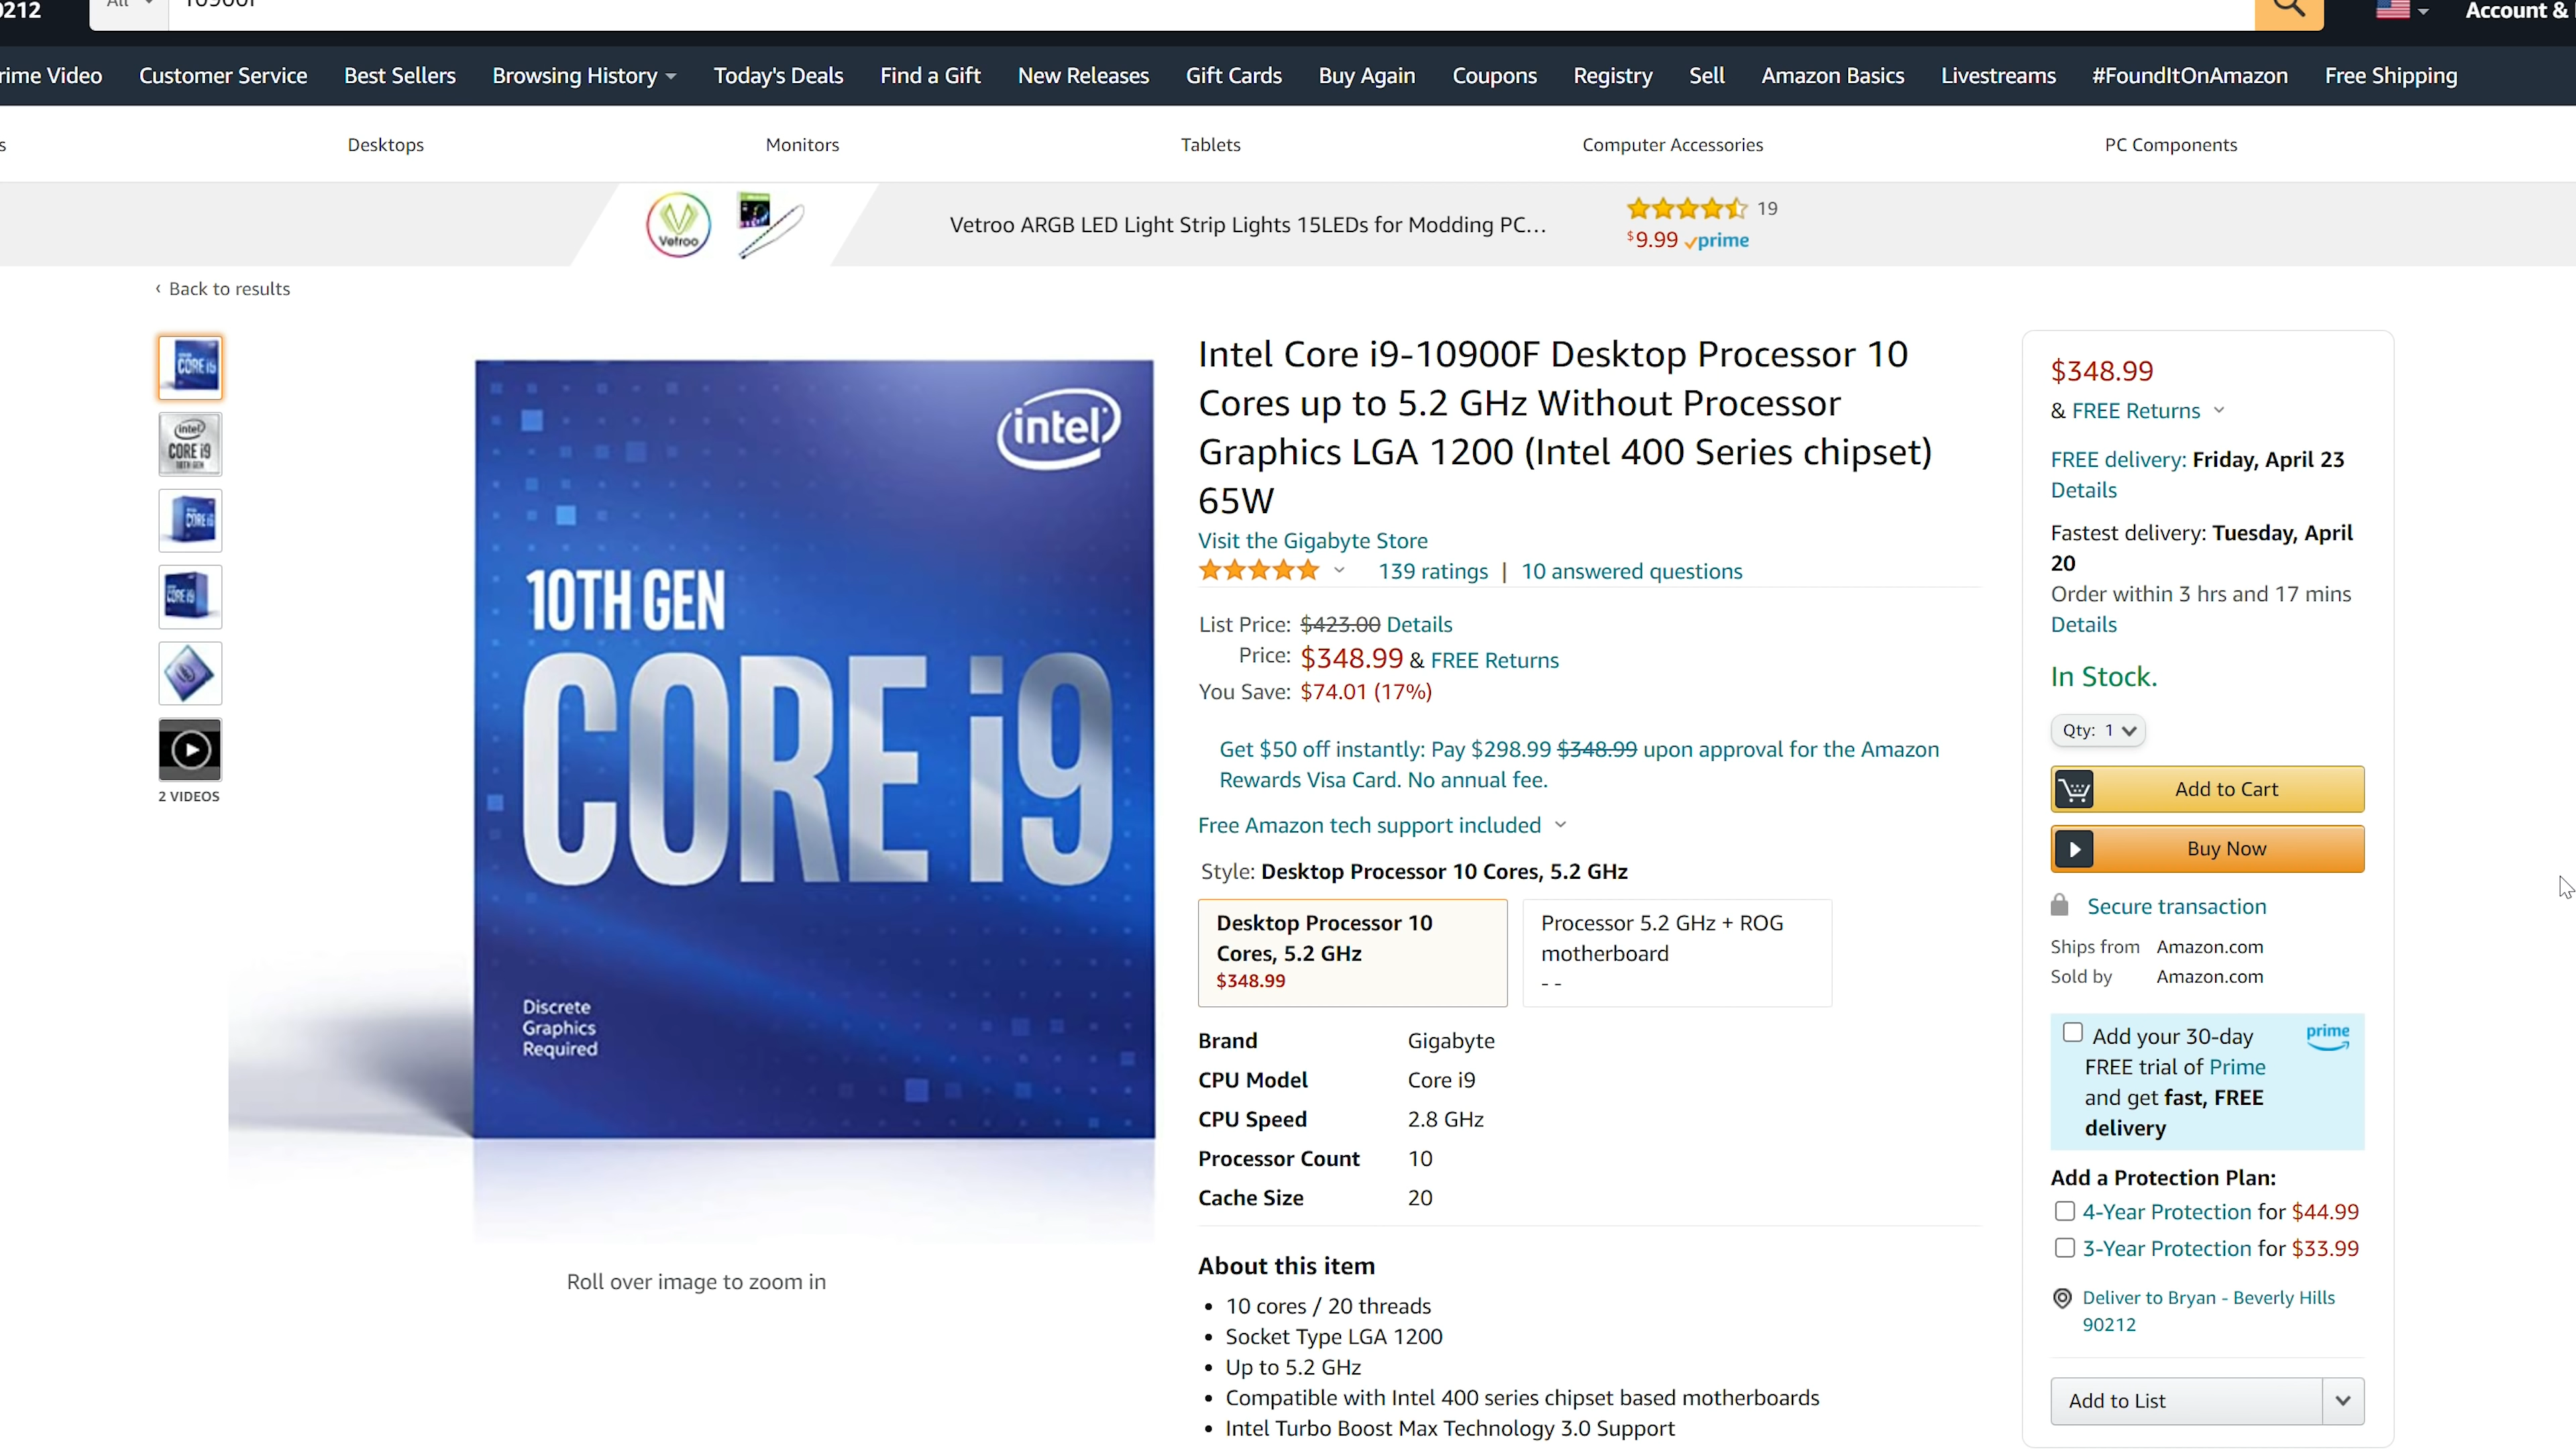 0212
All
10900F
Account &
rime Video Customer Service Best Sellers Browsing History Today's Deals Find a Gift New Releases Gift Cards Buy Again Coupons Registry Sell Amazon Basics Livestreams #FoundItOnAmazon Free Shipping
s Desktops Monitors Tablets Computer Accessories PC Components
Vetroo
Vetroo ARGB LED Light Strip Lights 15LEDs for Modding PC...
19
$9.99 prime
‹ Back to results
CORE i9
intel
CORE i9
10TH GEN
CORE i9
CORE i9
2 VIDEOS
intel
10TH GEN
CORE i9
Discrete
Graphics
Required
Roll over image to zoom in
Intel Core i9-10900F Desktop Processor 10
Cores up to 5.2 GHz Without Processor
Graphics LGA 1200 (Intel 400 Series chipset)
65W
Visit the Gigabyte Store
139 ratings | 10 answered questions
List Price: $423.00 Details
Price: $348.99 & FREE Returns
You Save: $74.01 (17%)
Get $50 off instantly: Pay $298.99 $348.99 upon approval for the Amazon
Rewards Visa Card. No annual fee.
Free Amazon tech support included
Style: Desktop Processor 10 Cores, 5.2 GHz
Desktop Processor 10
Cores, 5.2 GHz
$348.99
Processor 5.2 GHz + ROG
motherboard
- -
Brand Gigabyte
CPU Model Core i9
CPU Speed 2.8 GHz
Processor Count 10
Cache Size 20
About this item
• 10 cores / 20 threads
• Socket Type LGA 1200
• Up to 5.2 GHz
• Compatible with Intel 400 series chipset based motherboards
• Intel Turbo Boost Max Technology 3.0 Support
$348.99
& FREE Returns
FREE delivery: Friday, April 23
Details
Fastest delivery: Tuesday, April
20
Order within 3 hrs and 17 mins
Details
In Stock.
Qty: 1
Add to Cart
Buy Now
Secure transaction
Ships from Amazon.com
Sold by Amazon.com
Add your 30-day
FREE trial of Prime
and get fast, FREE
delivery
prime
Add a Protection Plan:
4-Year Protection for $44.99
3-Year Protection for $33.99
Deliver to Bryan - Beverly Hills
90212
Add to List